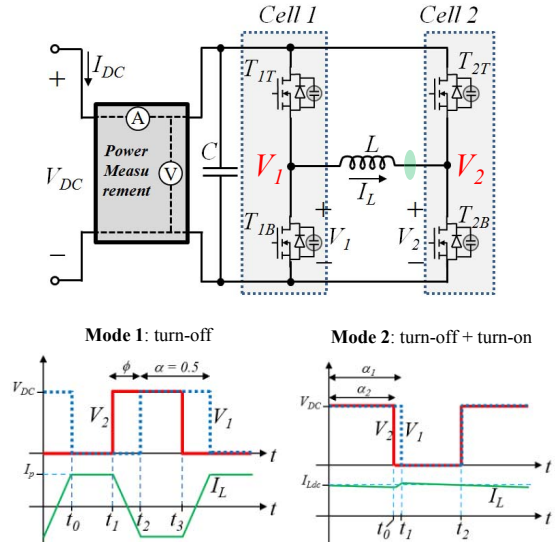 Cell 1 Cell 2
I_DC
T_1T T_2T
A
Power
Measu
rement
V
V_DC
C
V_1
L
I_L
V_2
+
−
T_1B
+
V_1
−
+
V_2
−
T_2B
Mode 1: turn-off
Mode 2: turn-off + turn-on
ϕ α = 0.5
V_DC
V_2 V_1
t
I_p
I_L
t_0 t_1 t_2 t_3 t
α_1
α_2
V_DC
V_2 V_1
t
I_Ldc
I_L
t_0 t_1 t_2 t